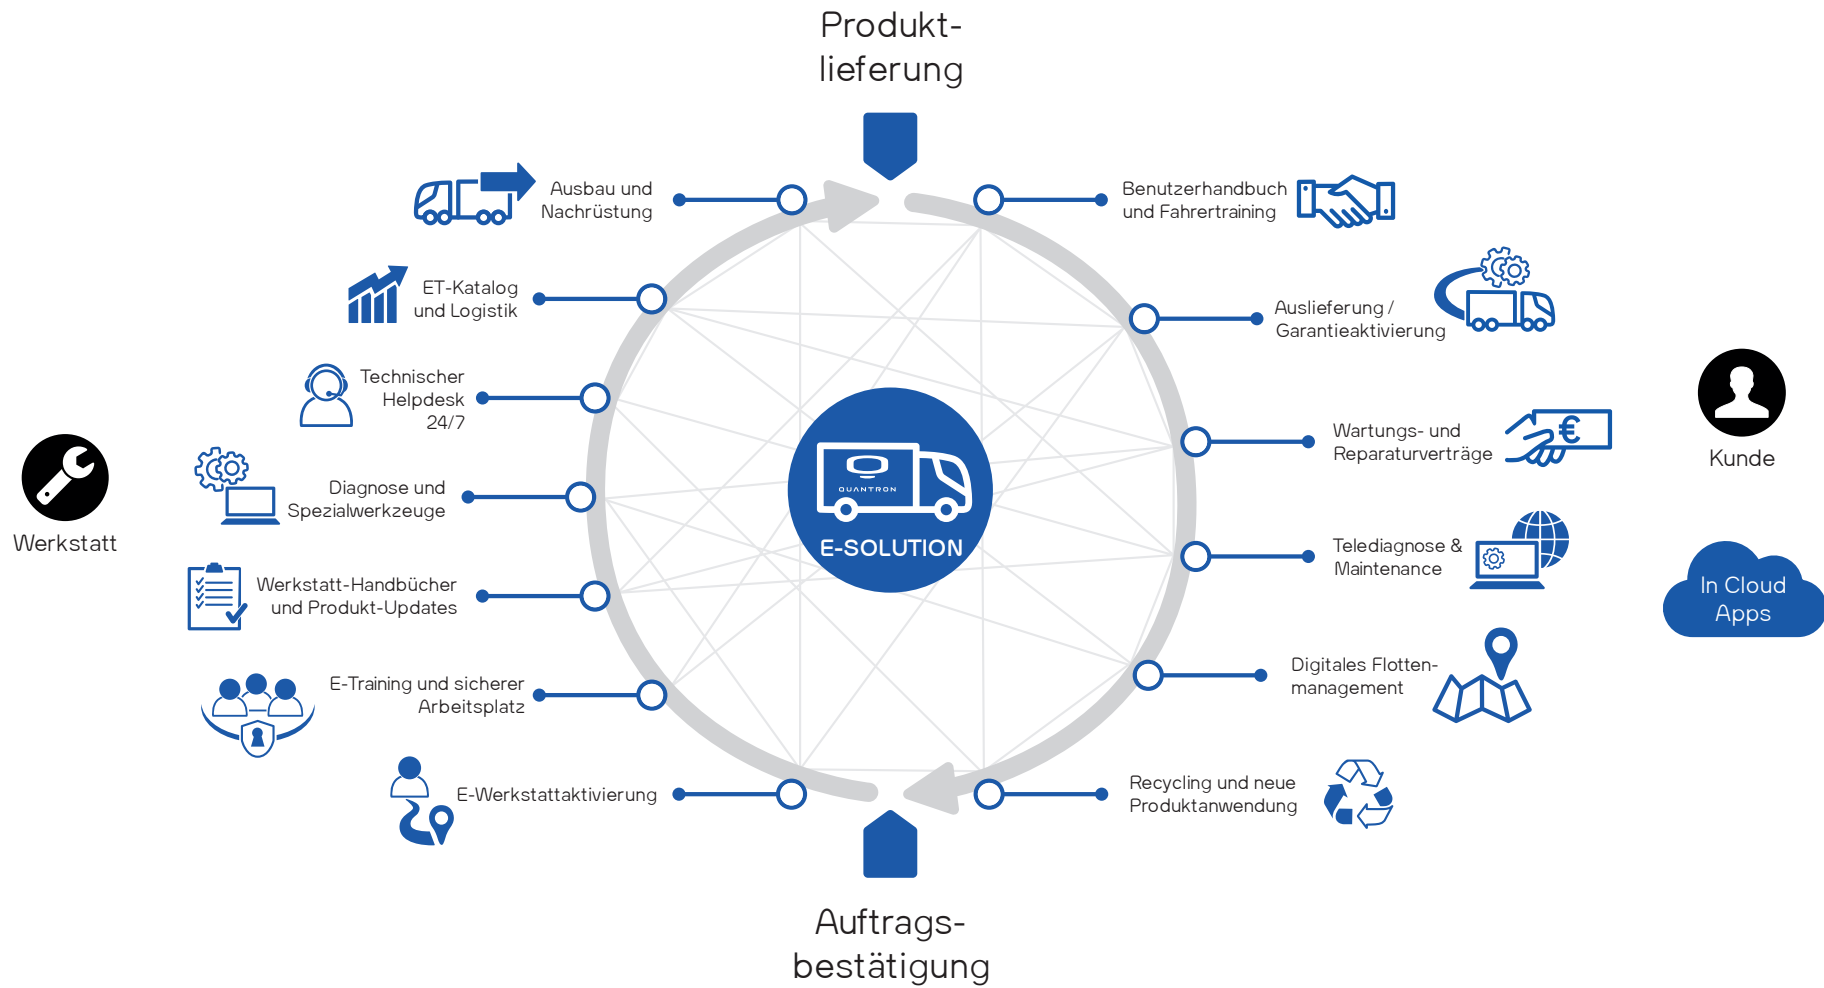 Produkt-
lieferung
Ausbau und
Nachrüstung
ET-Katalog
und Logistik
Technischer
Helpdesk
24/7
Diagnose und
Spezialwerkzeuge
Werkstatt-Handbücher
und Produkt-Updates
E-Training und sicherer
Arbeitsplatz
E-Werkstattaktivierung
Werkstatt
QUANTRON
E-SOLUTION
Benutzerhandbuch
und Fahrertraining
Auslieferung /
Garantieaktivierung
Wartungs- und
Reparaturverträge
€
Telediagnose &
Maintenance
Digitales Flotten-
management
Recycling und neue
Produktanwendung
Kunde
In Cloud
Apps
Auftrags-
bestätigung